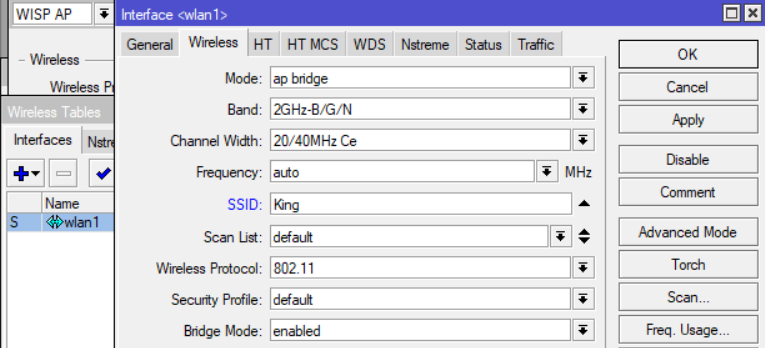 WISP AP
Interface <wlan1>
General Wireless HT HT MCS WDS Nstreme Status Traffic
Wireless
Wireless
Wireless Tables
Interfaces
Name
S wlan1
Mode: ap bridge
Band: 2GHz-B/G/N
Channel Width: 20/40MHz Ce
Frequency: auto MHz
SSID: King
Scan List: default
Wireless Protocol: 802.11
Security Profile: default
Bridge Mode: enabled
OK
Cancel
Apply
Disable
Comment
Advanced Mode
Torch
Scan...
Freq. Usage...